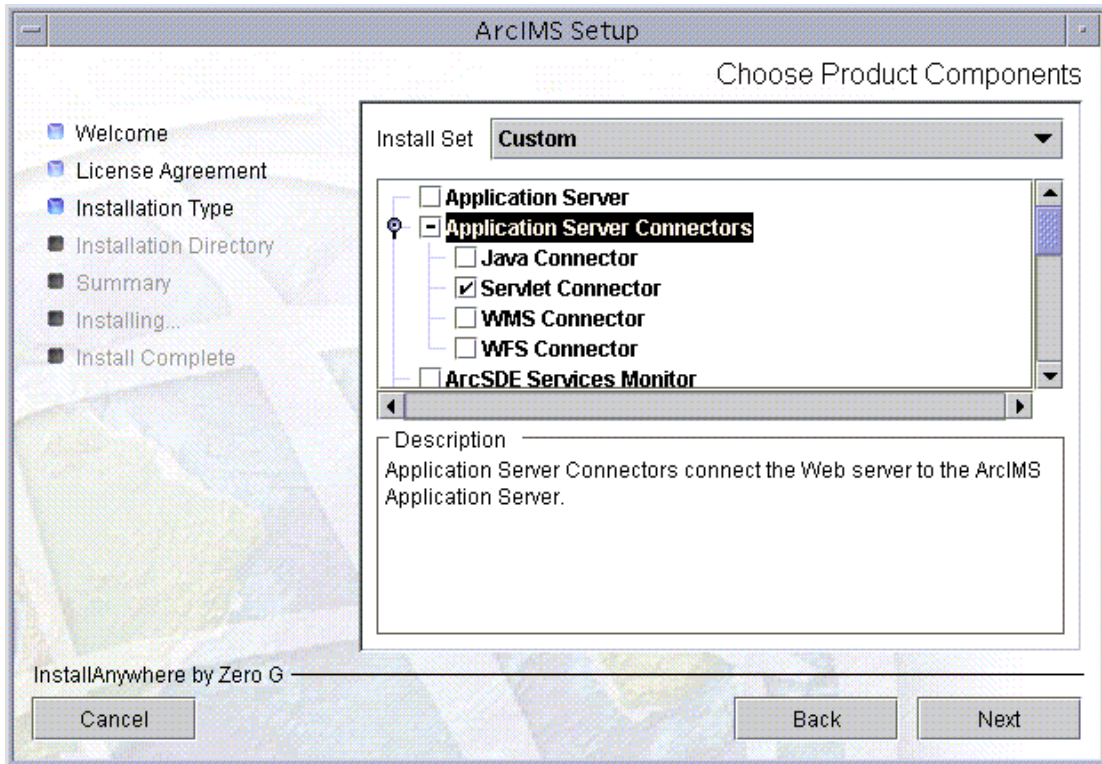 ArcIMS Setup
Choose Product Components
Welcome
License Agreement
Installation Type
Installation Directory
Summary
Installing...
Install Complete
Install Set Custom
Application Server
Application Server Connectors
Java Connector
Servlet Connector
WMS Connector
WFS Connector
ArcSDE Services Monitor
Description
Application Server Connectors connect the Web server to the ArcIMS
Application Server.
InstallAnywhere by Zero G
Cancel
Back
Next